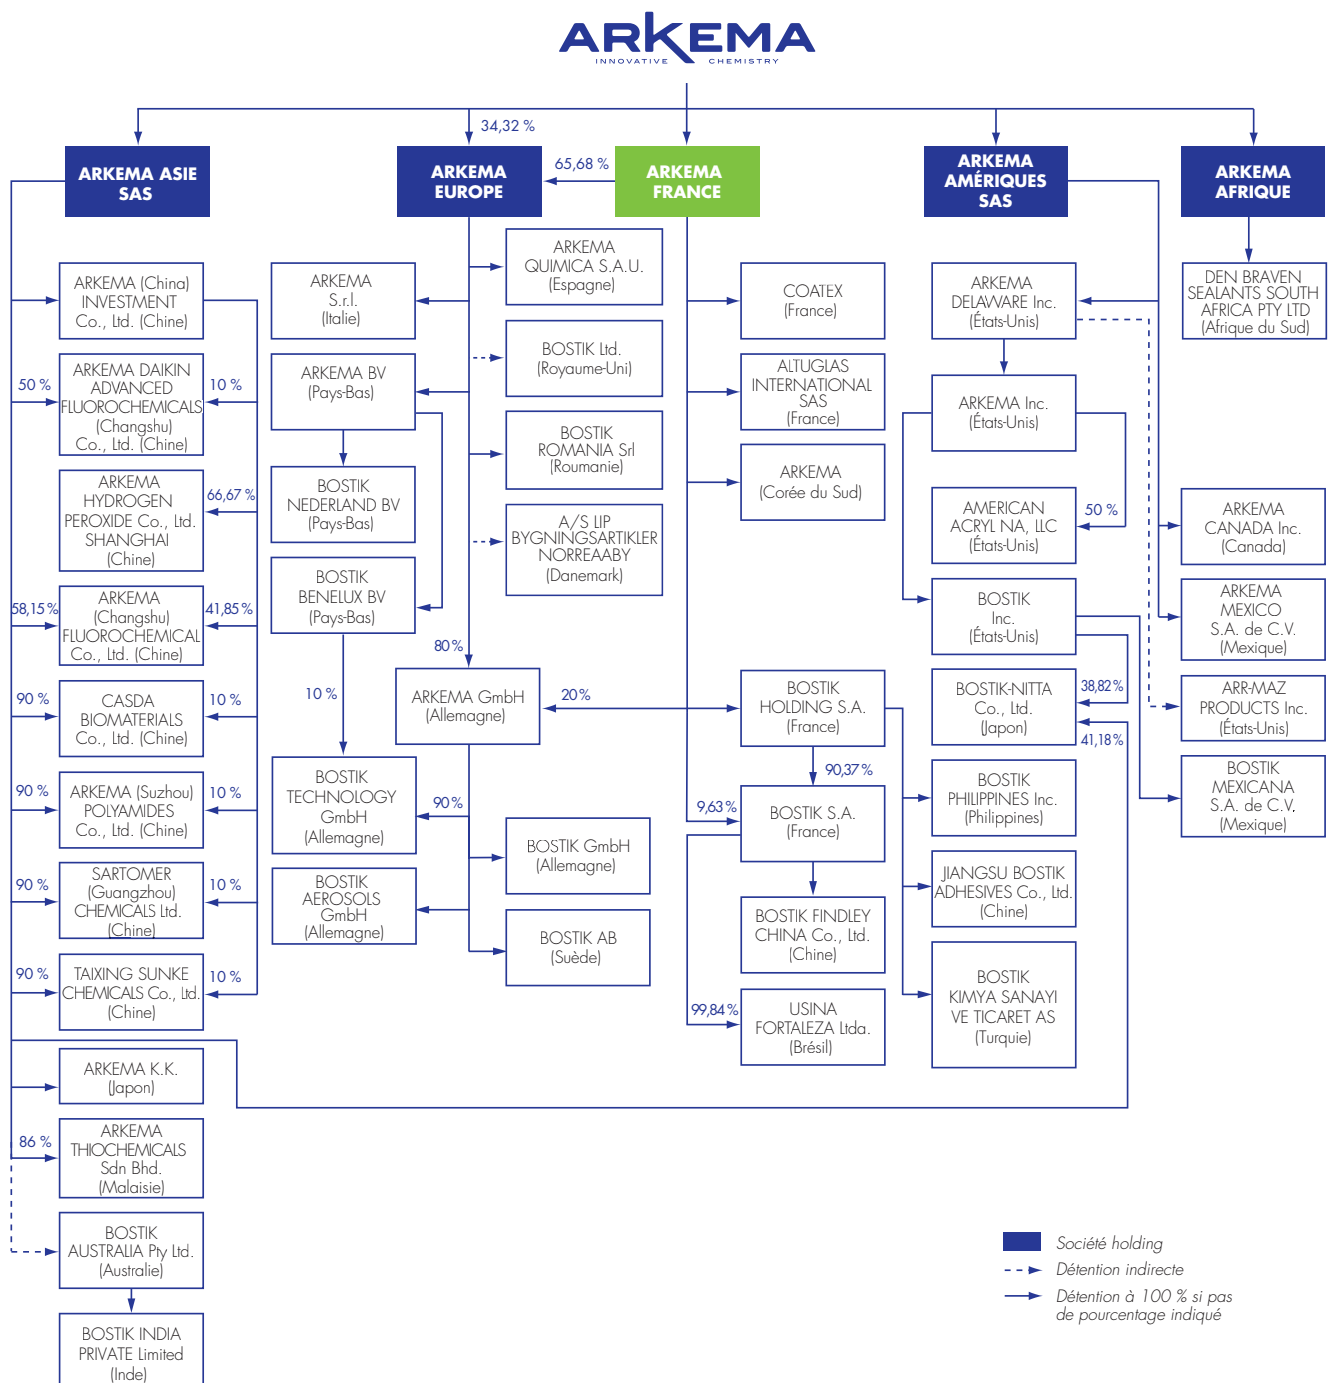 ARKEMA
INNOVATIVE CHEMISTRY
34,32 %
65,68 %
ARKEMA ASIE
SAS
ARKEMA
EUROPE
ARKEMA
FRANCE
ARKEMA
AMÉRIQUES
SAS
ARKEMA
AFRIQUE
ARKEMA (China)
INVESTMENT
Co., Ltd. (Chine)
50 %
ARKEMA DAIKIN
ADVANCED
FLUOROCHEMICALS
(Changshu)
Co., Ltd. (Chine)
10 %
ARKEMA
HYDROGEN
PEROXIDE Co., Ltd.
SHANGHAI
(Chine)
66,67 %
58,15 %
ARKEMA
(Changshu)
FLUOROCHEMICAL
Co., Ltd. (Chine)
41,85 %
90 %
CASDA
BIOMATERIALS
Co., Ltd. (Chine)
10 %
90 %
ARKEMA (Suzhou)
POLYAMIDES
Co., Ltd. (Chine)
10 %
90 %
SARTOMER
(Guangzhou)
CHEMICALS Ltd.
(Chine)
10 %
90 %
TAIXING SUNKE
CHEMICALS Co., Ltd.
(Chine)
10 %
ARKEMA K.K.
(Japon)
86 %
ARKEMA
THIOCHEMICALS
Sdn Bhd.
(Malaisie)
BOSTIK
AUSTRALIA Pty Ltd.
(Australie)
BOSTIK INDIA
PRIVATE Limited
(Inde)
ARKEMA
S.r.l.
(Italie)
ARKEMA BV
(Pays-Bas)
BOSTIK
NEDERLAND BV
(Pays-Bas)
BOSTIK
BENELUX BV
(Pays-Bas)
10 %
BOSTIK
TECHNOLOGY
GmbH
(Allemagne)
90 %
BOSTIK
AEROSOLS
GmbH
(Allemagne)
ARKEMA
QUIMICA S.A.U.
(Espagne)
BOSTIK Ltd.
(Royaume-Uni)
BOSTIK
ROMANIA Srl
(Roumanie)
A/S LIP
BYGNINGSARTIKLER
NORREAABY
(Danemark)
80 %
ARKEMA GmbH
(Allemagne)
20 %
BOSTIK GmbH
(Allemagne)
BOSTIK AB
(Suède)
COATEX
(France)
ALTUGLAS
INTERNATIONAL
SAS
(France)
ARKEMA
(Corée du Sud)
BOSTIK
HOLDING S.A.
(France)
90,37 %
9,63 %
BOSTIK S.A.
(France)
BOSTIK FINDLEY
CHINA Co., Ltd.
(Chine)
99,84 %
USINA
FORTALEZA Ltda.
(Brésil)
ARKEMA
DELAWARE Inc.
(États-Unis)
ARKEMA Inc.
(États-Unis)
AMERICAN
ACRYL NA, LLC
(États-Unis)
50 %
BOSTIK
Inc.
(États-Unis)
BOSTIK-NITTA
Co., Ltd.
(Japon)
38,82 %
41,18 %
BOSTIK
PHILIPPINES Inc.
(Philippines)
JIANGSU BOSTIK
ADHESIVES Co., Ltd.
(Chine)
BOSTIK
KIMYA SANAYI
VE TICARET AS
(Turquie)
DEN BRAVEN
SEALANTS SOUTH
AFRICA PTY LTD
(Afrique du Sud)
ARKEMA
CANADA Inc.
(Canada)
ARKEMA
MEXICO
S.A. de C.V.
(Mexique)
ARR-MAZ
PRODUCTS Inc.
(États-Unis)
BOSTIK
MEXICANA
S.A. de C.V.
(Mexique)
Société holding
Détention indirecte
Détention à 100 % si pas
de pourcentage indiqué